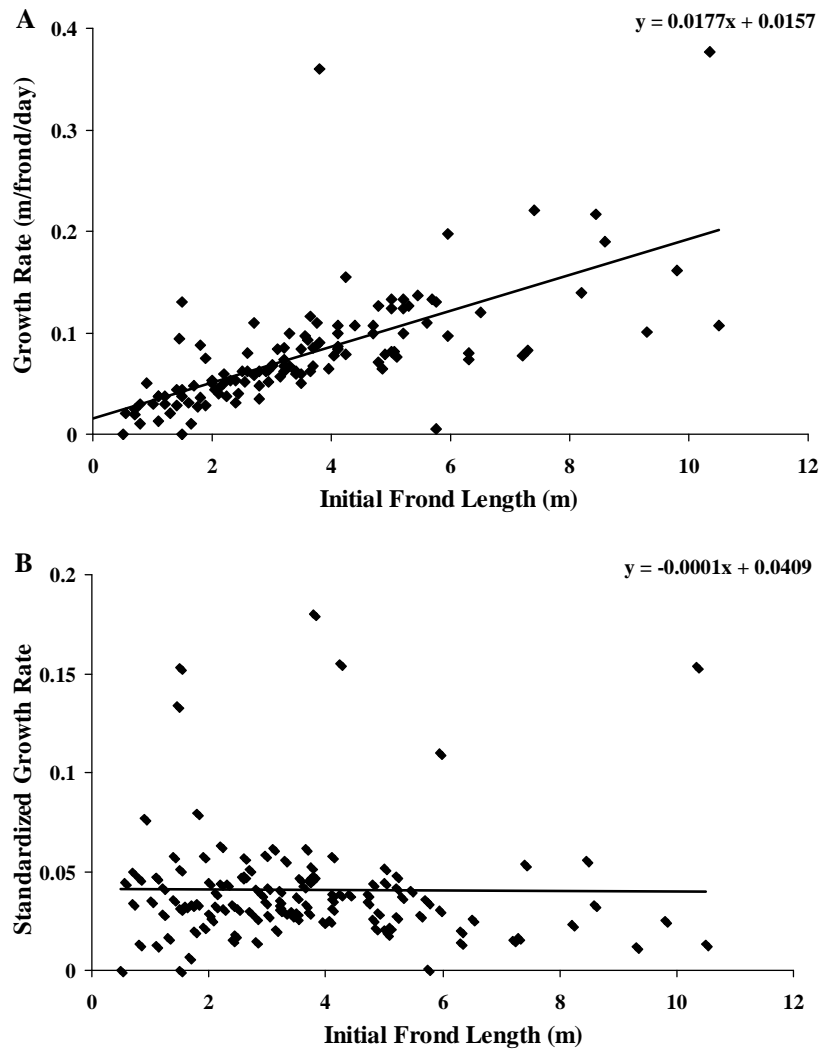 A
y = 0.0177x + 0.0157
Growth Rate (m/frond/day)
0.4
0.3
0.2
0.1
0
0 2 4 6 8 10 12
Initial Frond Length (m)
B
y = -0.0001x + 0.0409
Standardized Growth Rate
0.2
0.15
0.1
0.05
0
0 2 4 6 8 10 12
Initial Frond Length (m)